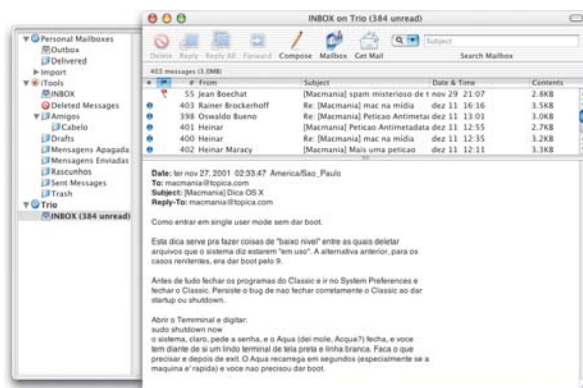 INBOX on Trio (384 unread)
Personal Mailboxes
Outbox
Delivered
Import
iTools
INBOX
Deleted Messages
Amigos
Cabelo
Drafts
Mensagens Apagada
Mensagens Enviadas
Rascunhos
Sent Messages
Trash
Trio
INBOX (384 unread)
Delete Reply Reply All Forward Compose Mailbox Get Mail Search Mailbox
Subject
403 messages (3.0MB)
# From Subject Date & Time Contents
55 Jean Boechat [Macmania] spam misterioso de t nov 29 21:07 2.8KB
403 Rainer Brockerhoff Re: [Macmania] mac na mídia dez 11 16:16 3.5KB
398 Oswaldo Bueno Re: [Macmania] Peticao Antimetac dez 11 13:01 3.0KB
401 Heinar [Macmania] Peticao Antimetadata dez 11 12:55 2.7KB
400 Heinar Re: [Macmania] mac na mídia dez 11 12:35 3.2KB
402 Heinar Maracy [Macmania] Mais uma peticao dez 11 12:11 3.3KB
Date: ter nov 27, 2001 02:33:47 America/Sao_Paulo
To: macmania@topica.com
Subject: [Macmania] Dica OS X
Reply-To: macmania@topica.com
Como entrar em single user mode sem dar boot.
Esta dica serve pra fazer coisas de "baixo nivel" entre as quais deletar
arquivos que o sistema diz estarem "em uso". A alternativa anterior, para os
casos renitentes, era dar boot pelo 9.
Antes de tudo fechar os programas do Classic e ir no System Preferences e
fechar o Classic. Persiste o bug de nao fechar corretamente o Classic ao dar
startup ou shutdown.
Abrir o Temrminal e digitar:
sudo shutdown now
o sistema, claro, pede a senha, e o Aqua (dei mole, Acqua?) fecha, e voce
tem diante de si um lindo terminal de tela preta e linha branca. Faca o que
precisar e depois de exit. O Aqua recarrega em segundos (especialmente se a
maquina e' rapida) e voce nao precisou dar boot.